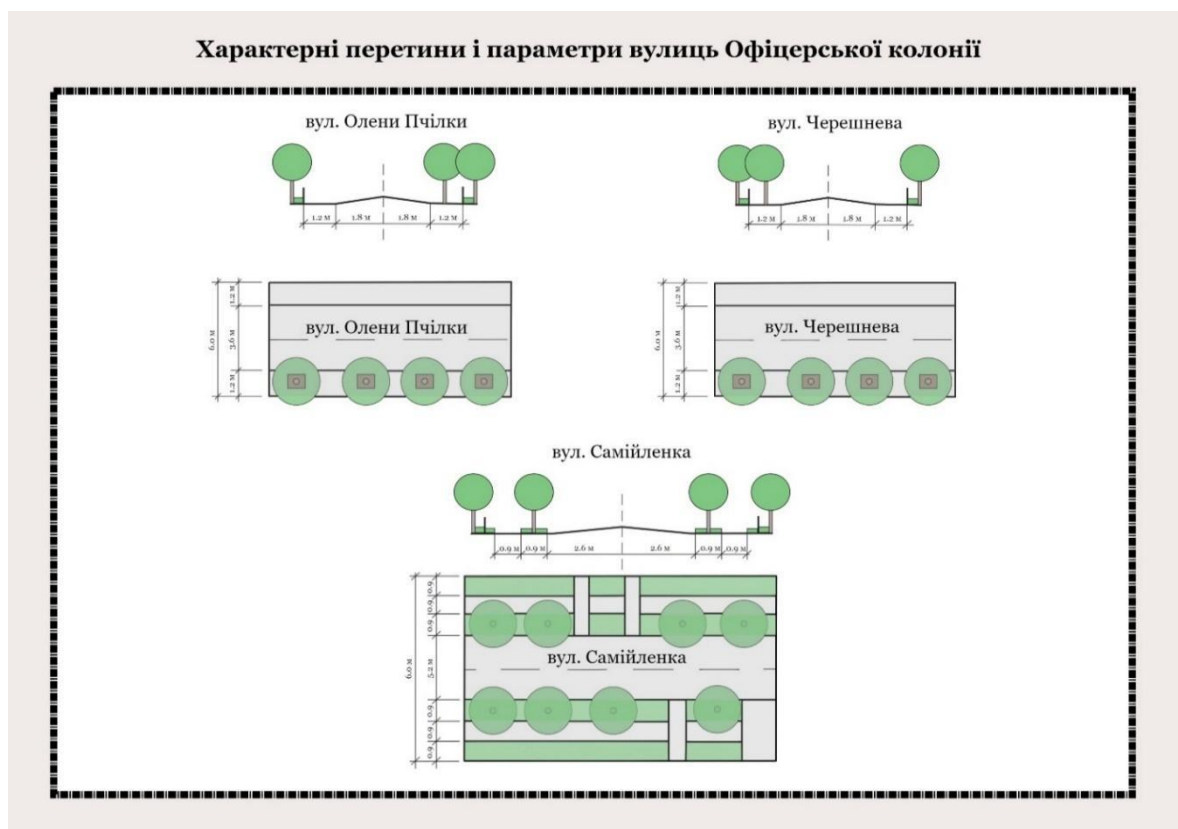 Характерні перетини і параметри вулиць Офіцерської колонії
вул. Олени Пчілки
1.2 м 1.8 м 1.8 м 1.2 м
вул. Черешнева
1.2 м 1.8 м 1.8 м 1.2 м
6.0 м
1.2 м
3.6 м
1.2 м
вул. Олени Пчілки
6.0 м
1.2 м
3.6 м
1.2 м
вул. Черешнева
вул. Самійленка
0.9 м 0.9 м 2.6 м 2.6 м 0.9 м 0.9 м
6.0 м
0.9
0.9
0.9
5.2 м
0.9
0.9
0.9
вул. Самійленка